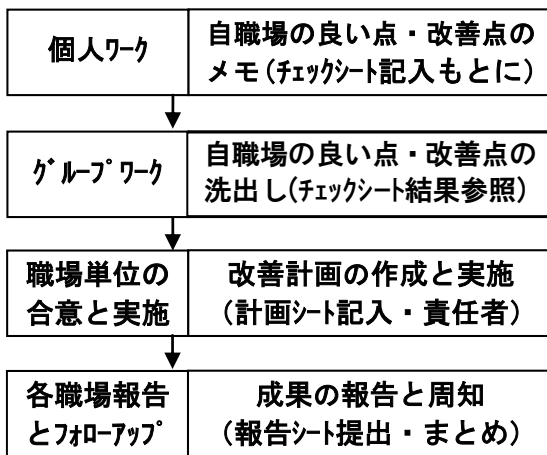 個人ﾜｰｸ
自職場の良い点・改善点の
メモ(ﾁｪｯｸｼｰﾄ記入もとに)
ｸﾞﾙｰﾌﾟﾜｰｸ
自職場の良い点・改善点の
洗出し(ﾁｪｯｸｼｰﾄ結果参照)
職場単位の
合意と実施
改善計画の作成と実施
(計画ｼｰﾄ記入・責任者)
各職場報告
とﾌｫﾛｰｱｯﾌﾟ
成果の報告と周知
(報告ｼｰﾄ提出・まとめ)